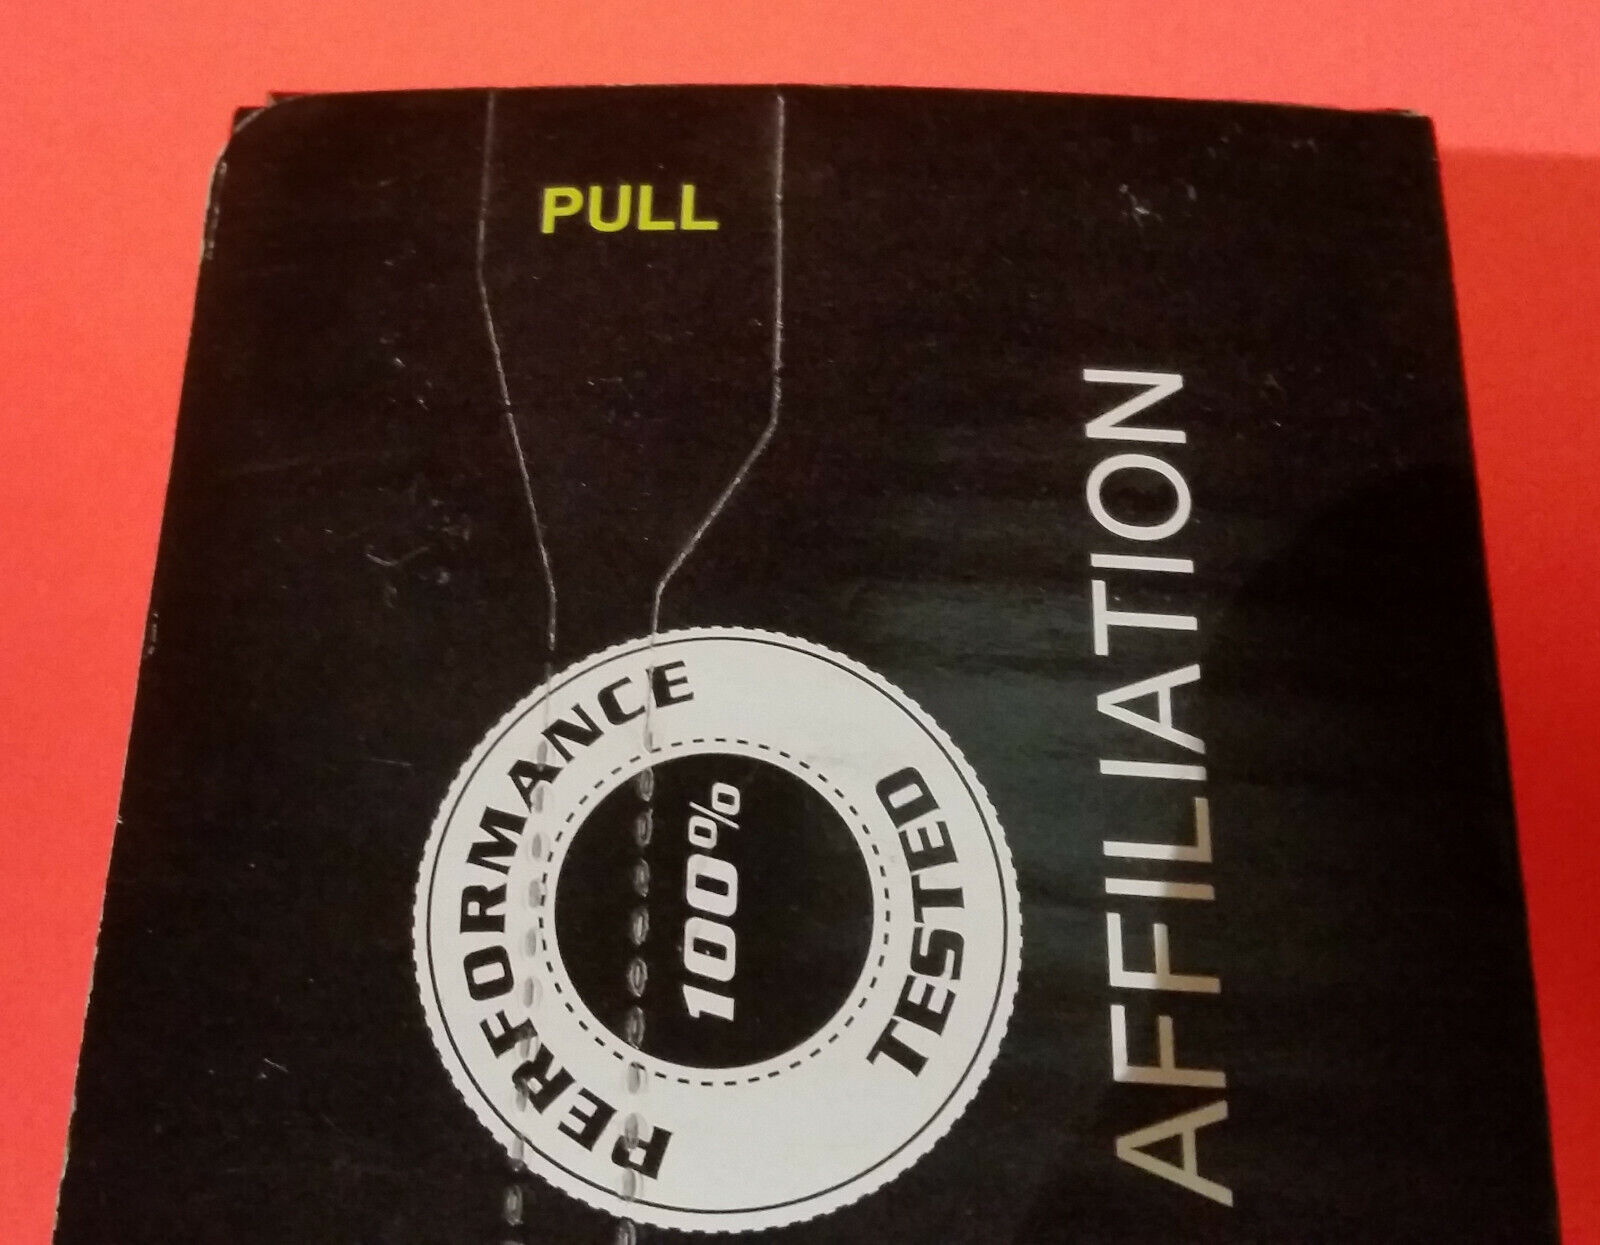 PULL
PERFORMANCE
100%
TESTED
AFFILIATION